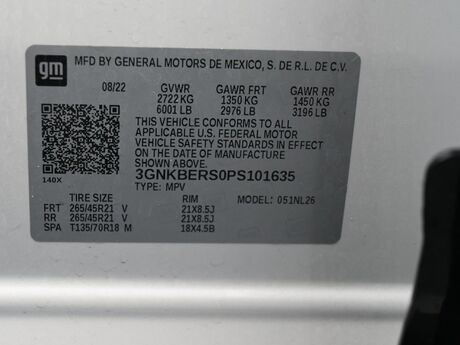 gm MFD BY GENERAL MOTORS DE MEXICO, S. DE R.L. DE C.V.
08/22 GVWR GAWR FRT GAWR RR
2722 KG 1350 KG 1450 KG
6001 LB 2976 LB 3196 LB
THIS VEHICLE CONFORMS TO ALL
APPLICABLE U.S. FEDERAL MOTOR
VEHICLE SAFETY STANDARDS IN EFFECT
ON THE DATE OF MANUFACTURE
SHOWN ABOVE.
140X 3GNKBERS0PS101635
TYPE: MPV
TIRE SIZE RIM MODEL: 051NL26
FRT 265/45R21 V 21X8.5J
RR 265/45R21 V 21X8.5J
SPA T135/70R18 M 18X4.5B